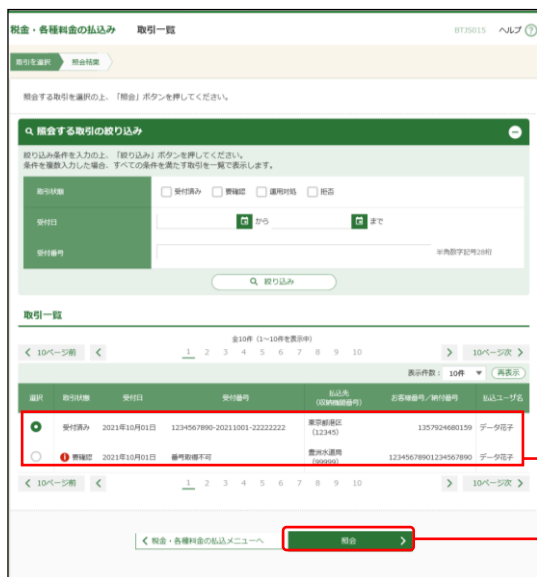 税金・各種料金の払込み 取引一覧 BTJS015 ヘルプ ?
取引を選択 照会結果
照会する取引を選択の上、「照会」ボタンを押してください。
照会する取引の絞り込み
絞り込み条件を入力の上、「絞り込み」ボタンを押してください。
条件を複数入力した場合、すべての条件を満たす取引を一覧で表示します。
取引状態 受付済み 要確認 運用対処 拒否
受付日 から まで
受付番号 半角数字記号28桁
絞り込み
取引一覧
全10件（1～10件を表示中）
10ページ前 1 2 3 4 5 6 7 8 9 10 10ページ次
表示件数： 10件 再表示
選択 取引状態 受付日 受付番号 払込先 お客様番号／納付番号 払込ユーザ名
（収納機関番号）
受付済み 2021年10月01日 1234567890-20211001-22222222 東京都港区 1357924680159 データ花子
（12345）
要確認 2021年10月01日 番号取得不可 豊洲水道局 12345678901234567890 データ花子
（99999）
10ページ前 1 2 3 4 5 6 7 8 9 10 10ページ次
税金・各種料金の払込メニューへ 照会